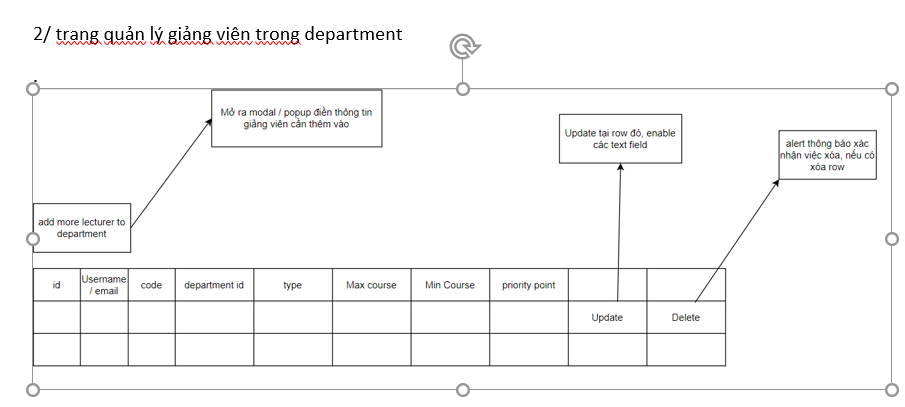 2/ trang quản lý giảng viên trong department
Mở ra modal / popup điền thông tin
giảng viên cần thêm vào
Update tại row đó, enable
các text field
alert thông báo xác
nhận việc xóa, nếu có
xóa row
add more lecturer to
department
id
Username
/ email
code
department id
type
Max course
Min Course
priority point
Update
Delete